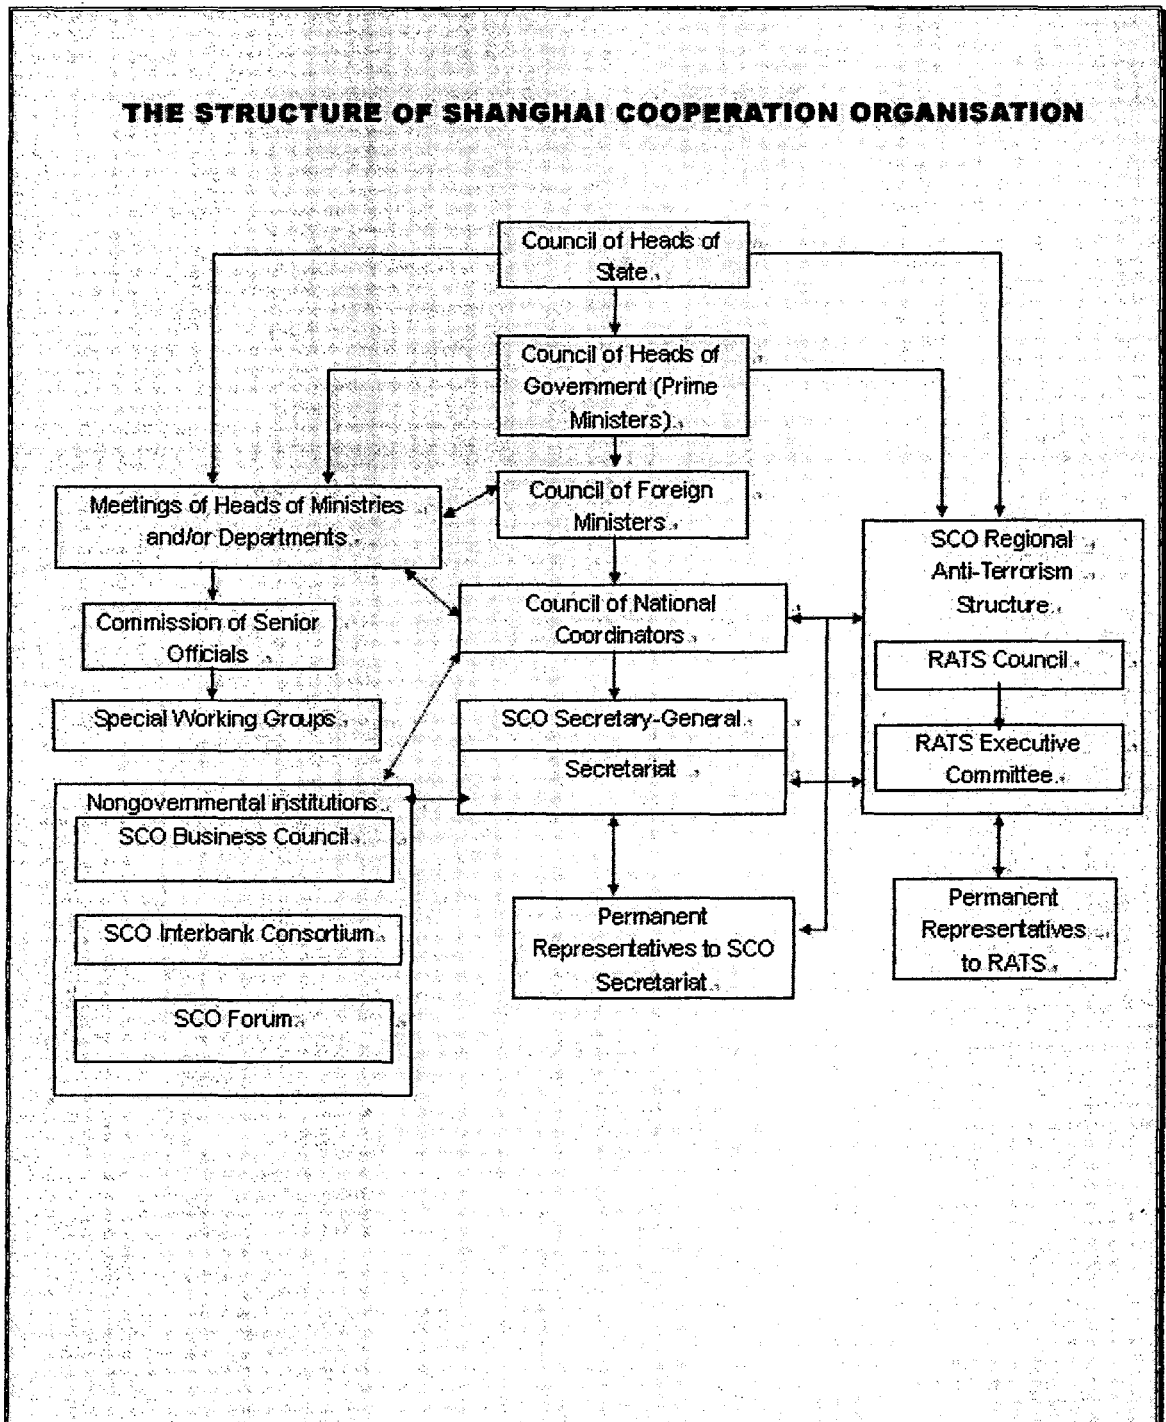 THE STRUCTURE OF SHANGHAI COOPERATION ORGANISATION
Council of Heads of
State
Council of Heads of
Government (Prime
Ministers)
Meetings of Heads of Ministries
and/or Departments
Council of Foreign
Ministers
SCO Regional
Anti-Terrorism
Structure
Commission of Senior
Officials
Council of National
Coordinators
RATS Council
Special Working Groups
SCO Secretary-General
Secretariat
RATS Executive
Committee
Nongovernmental institutions
SCO Business Council
SCO Interbank Consortium
SCO Forum
Permanent
Representatives to SCO
Secretariat
Permanent
Representatives
to RATS